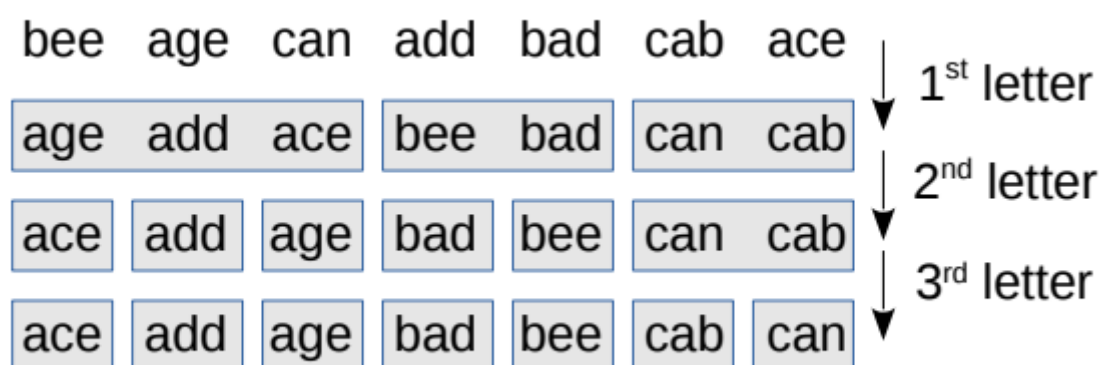 bee age can add bad cab ace
1st letter
age add ace bee bad can cab
2nd letter
ace add age bad bee can cab
3rd letter
ace add age bad bee cab can